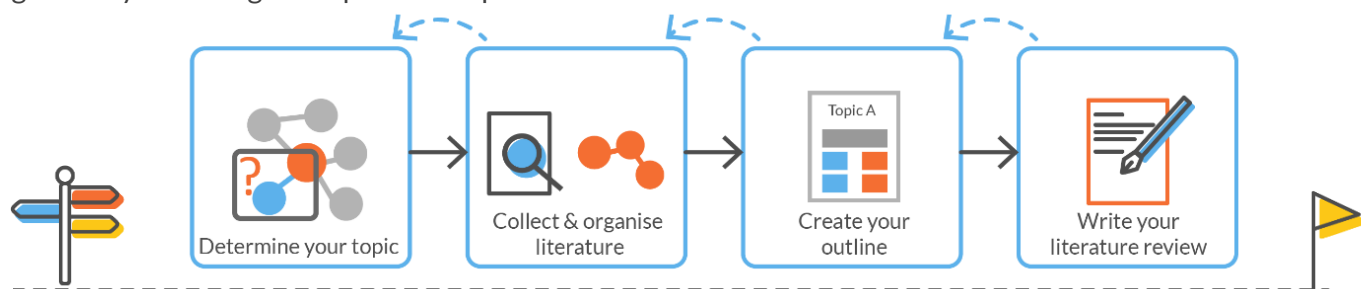 Determine your topic
Collect & organise
literature
?
Topic A
Create your
outline
Write your
literature review